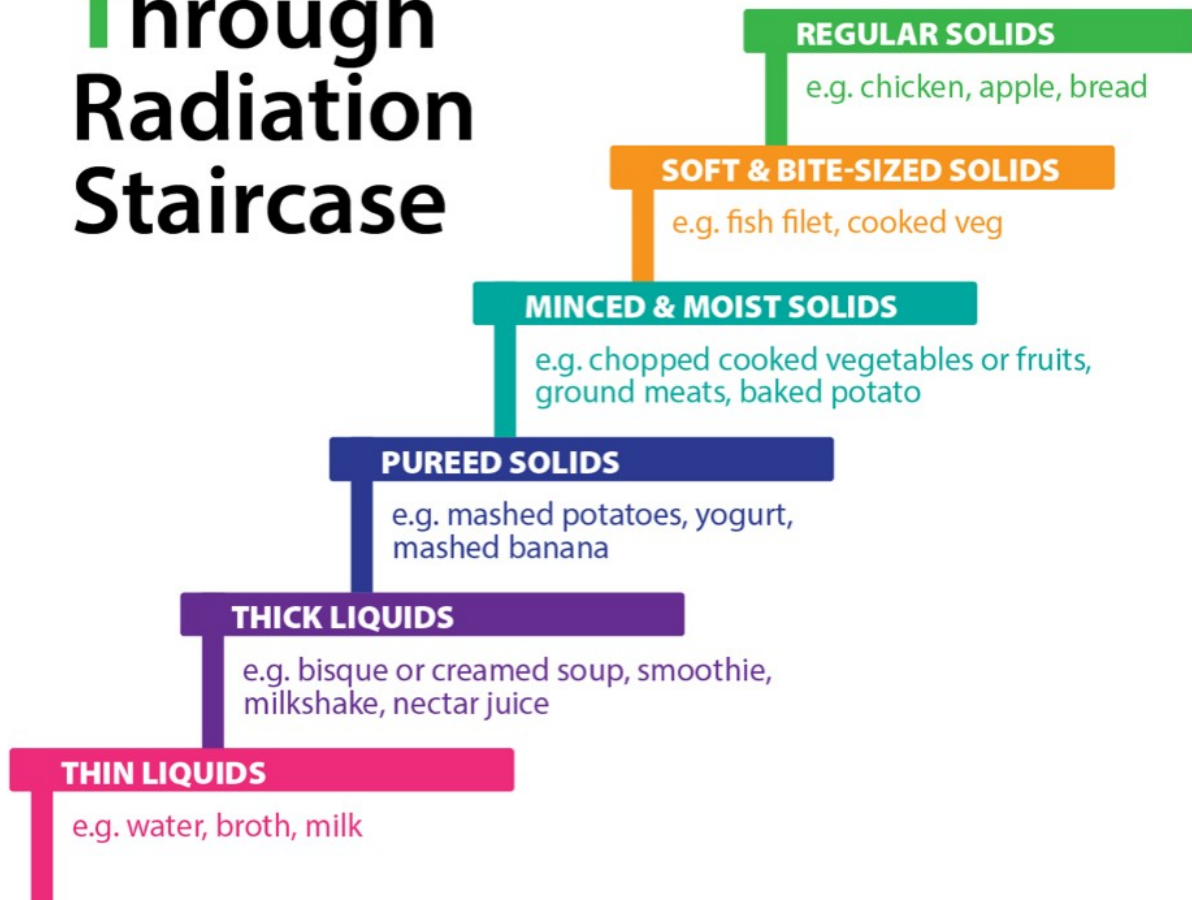 Through
Radiation
Staircase
REGULAR SOLIDS
e.g. chicken, apple, bread
SOFT & BITE-SIZED SOLIDS
e.g. fish filet, cooked veg
MINCED & MOIST SOLIDS
e.g. chopped cooked vegetables or fruits,
ground meats, baked potato
PUREED SOLIDS
e.g. mashed potatoes, yogurt,
mashed banana
THICK LIQUIDS
e.g. bisque or creamed soup, smoothie,
milkshake, nectar juice
THIN LIQUIDS
e.g. water, broth, milk